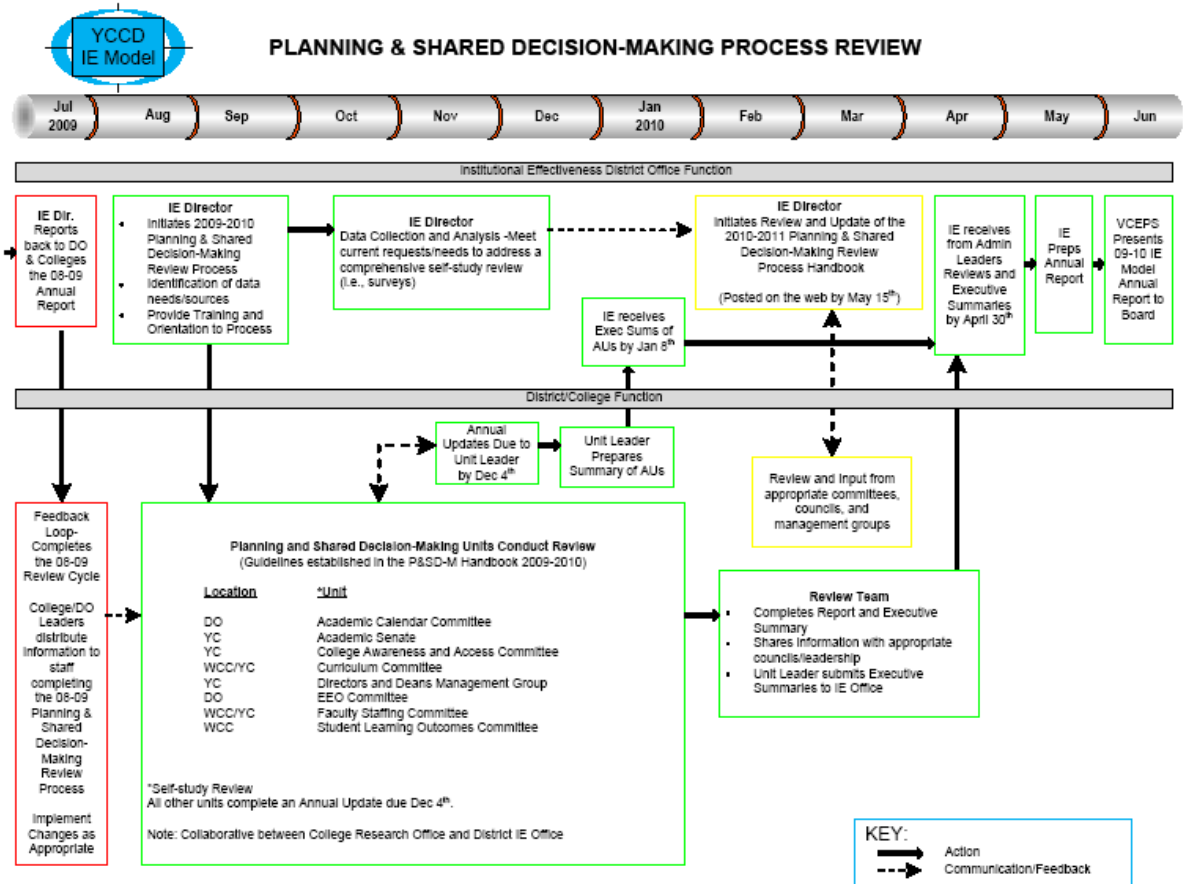 YCCD
IE Model
PLANNING & SHARED DECISION-MAKING PROCESS REVIEW
Jul
2009
Aug
Sep
Oct
Nov
Dec
Jan
2010
Feb
Mar
Apr
May
Jun
Institutional Effectiveness District Office Function
IE Dir.
Reports
back to DO
& Colleges
the 08-09
Annual
Report
IE Director
• Initiates 2009-2010
Planning & Shared
Decision-Making
Review Process
• Identification of data
needs/sources
• Provide Training and
Orientation to Process
IE Director
Data Collection and Analysis -Meet
current requests/needs to address a
comprehensive self-study review
(i.e., surveys)
IE Director
Initiates Review and Update of the
2010-2011 Planning & Shared
Decision-Making Review
Process Handbook
(Posted on the web by May 15th)
IE receives
from Admin
Leaders
Reviews and
Executive
Summaries
by April 30th
IE
Preps
Annual
Report
VCEPS
Presents
09-10 IE
Model
Annual
Report to
Board
IE receives
Exec Sums of
AUs by Jan 8th
District/College Function
Annual
Updates Due to
Unit Leader
by Dec 4th
Unit Leader
Prepares
Summary of AUs
Review and Input from
appropriate committees,
councils, and
management groups
Feedback
Loop-
Completes
the 08-09
Review Cycle
College/DO
Leaders
distribute
information to
staff
completing
the 08-09
Planning &
Shared
Decision-
Making
Review
Process
Implement
Changes as
Appropriate
Planning and Shared Decision-Making Units Conduct Review
(Guidelines established in the P&SD-M Handbook 2009-2010)
Location *Unit
DO Academic Calendar Committee
YC Academic Senate
YC College Awareness and Access Committee
WCC/YC Curriculum Committee
YC Directors and Deans Management Group
DO EEO Committee
WCC/YC Faculty Staffing Committee
WCC Student Learning Outcomes Committee
*Self-study Review
All other units complete an Annual Update due Dec 4th.
Note: Collaborative between College Research Office and District IE Office
Review Team
• Completes Report and Executive
Summary
• Shares information with appropriate
councils/leadership
• Unit Leader submits Executive
Summaries to IE Office
KEY:
Action
Communication/Feedback